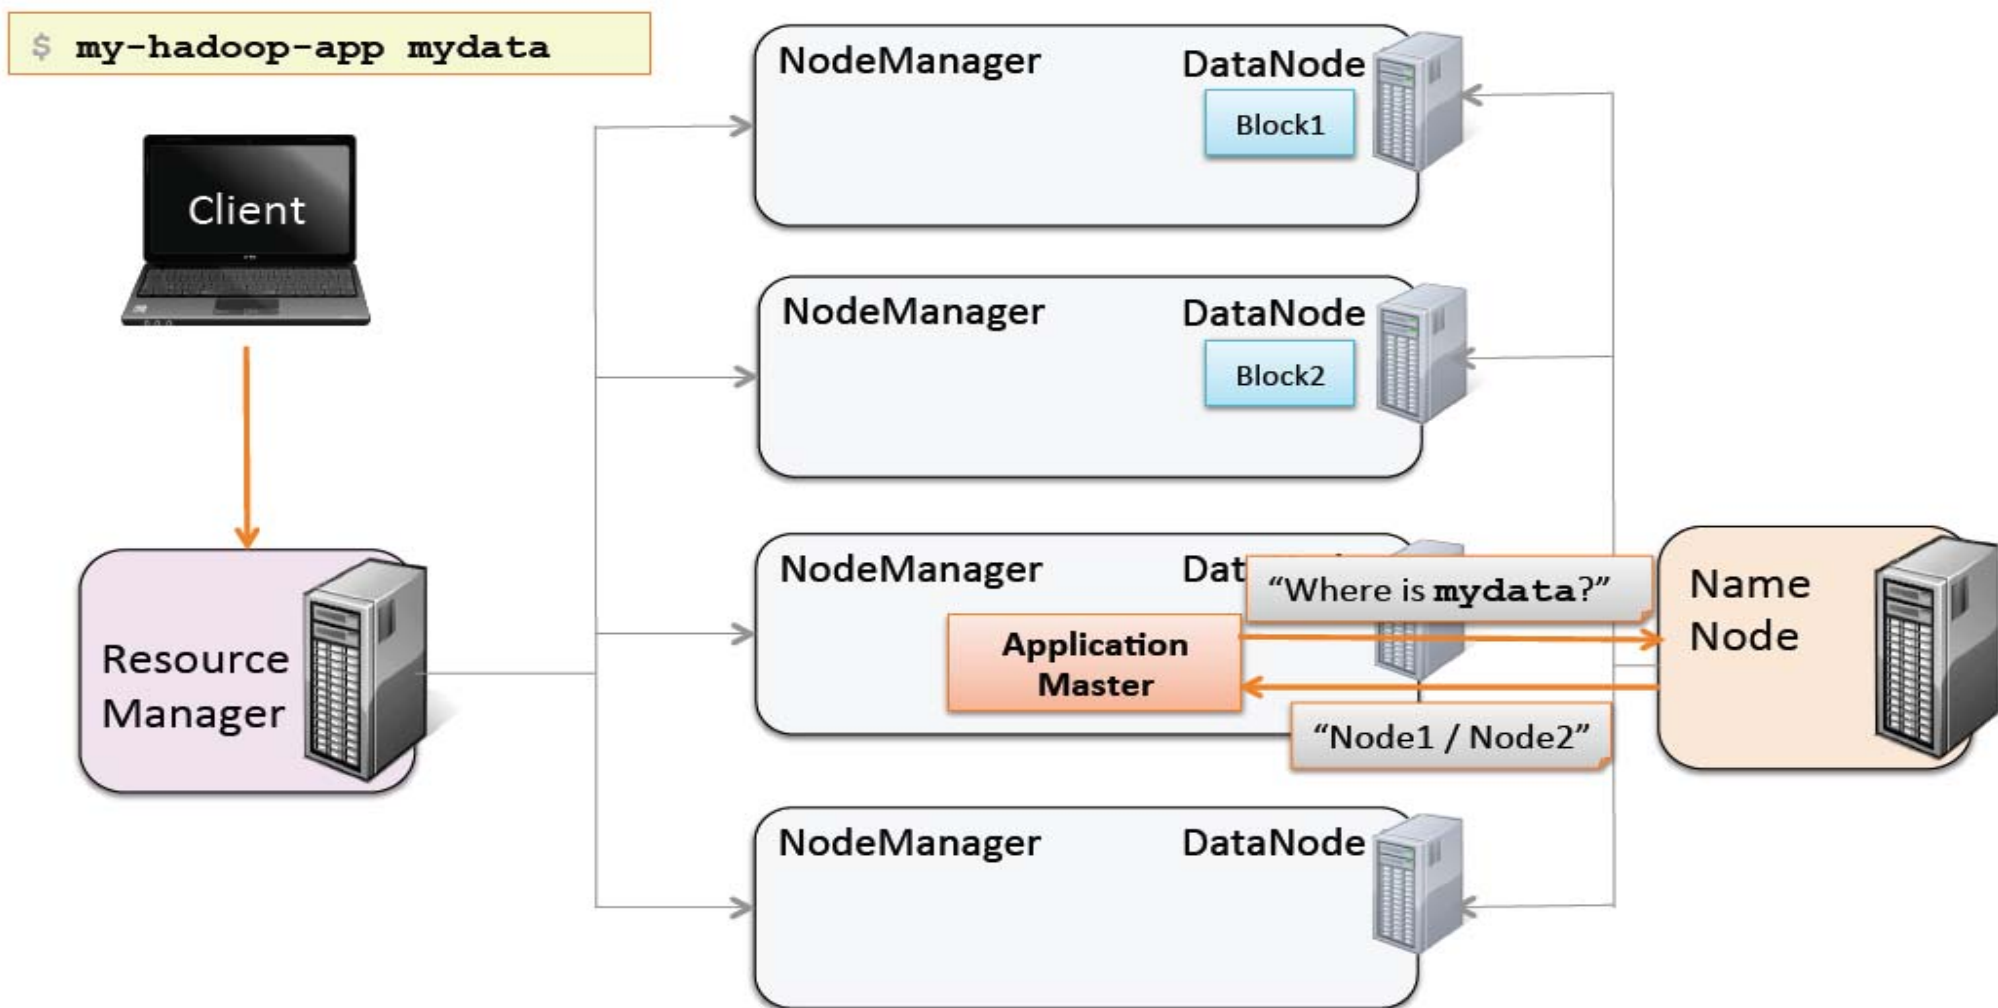 $ my-hadoop-app mydata
Client
Resource
Manager
NodeManager
DataNode
Block1
NodeManager
DataNode
Block2
NodeManager
Dat
Application
Master
“Where is mydata?”
“Node1 / Node2”
Name
Node
NodeManager
DataNode